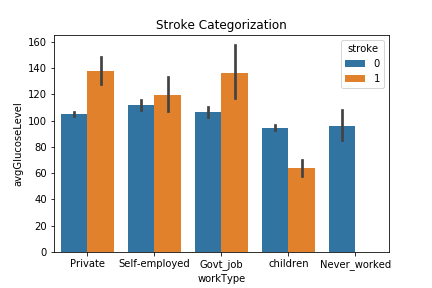 Stroke Categorization
160
140
120
100
80
60
40
20
0
avgGlucoseLevel
stroke
0
1
Private Self-employed Govt_job children Never_worked
workType